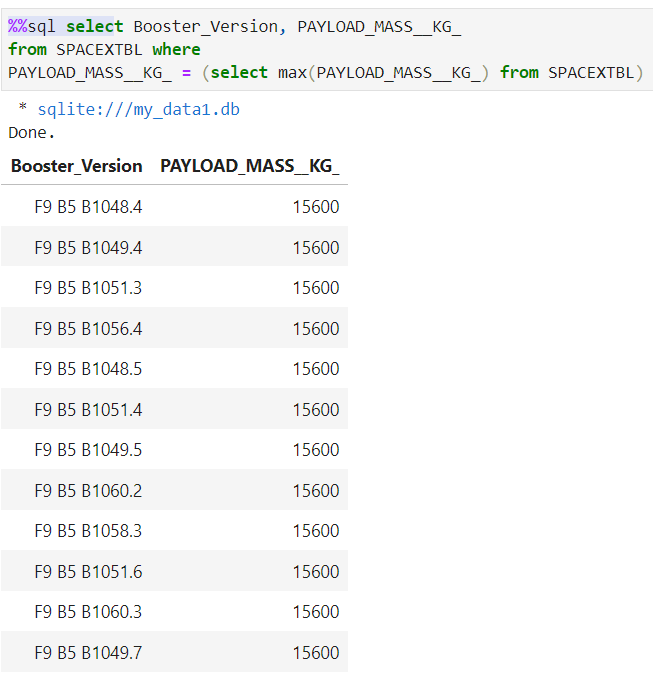 %%sql select Booster_Version, PAYLOAD_MASS__KG_
from SPACEXTBL where
PAYLOAD_MASS__KG_ = (select max(PAYLOAD_MASS__KG_) from SPACEXTBL)
* sqlite:///my_data1.db
Done.
Booster_Version PAYLOAD_MASS__KG_
F9 B5 B1048.4 15600
F9 B5 B1049.4 15600
F9 B5 B1051.3 15600
F9 B5 B1056.4 15600
F9 B5 B1048.5 15600
F9 B5 B1051.4 15600
F9 B5 B1049.5 15600
F9 B5 B1060.2 15600
F9 B5 B1058.3 15600
F9 B5 B1051.6 15600
F9 B5 B1060.3 15600
F9 B5 B1049.7 15600